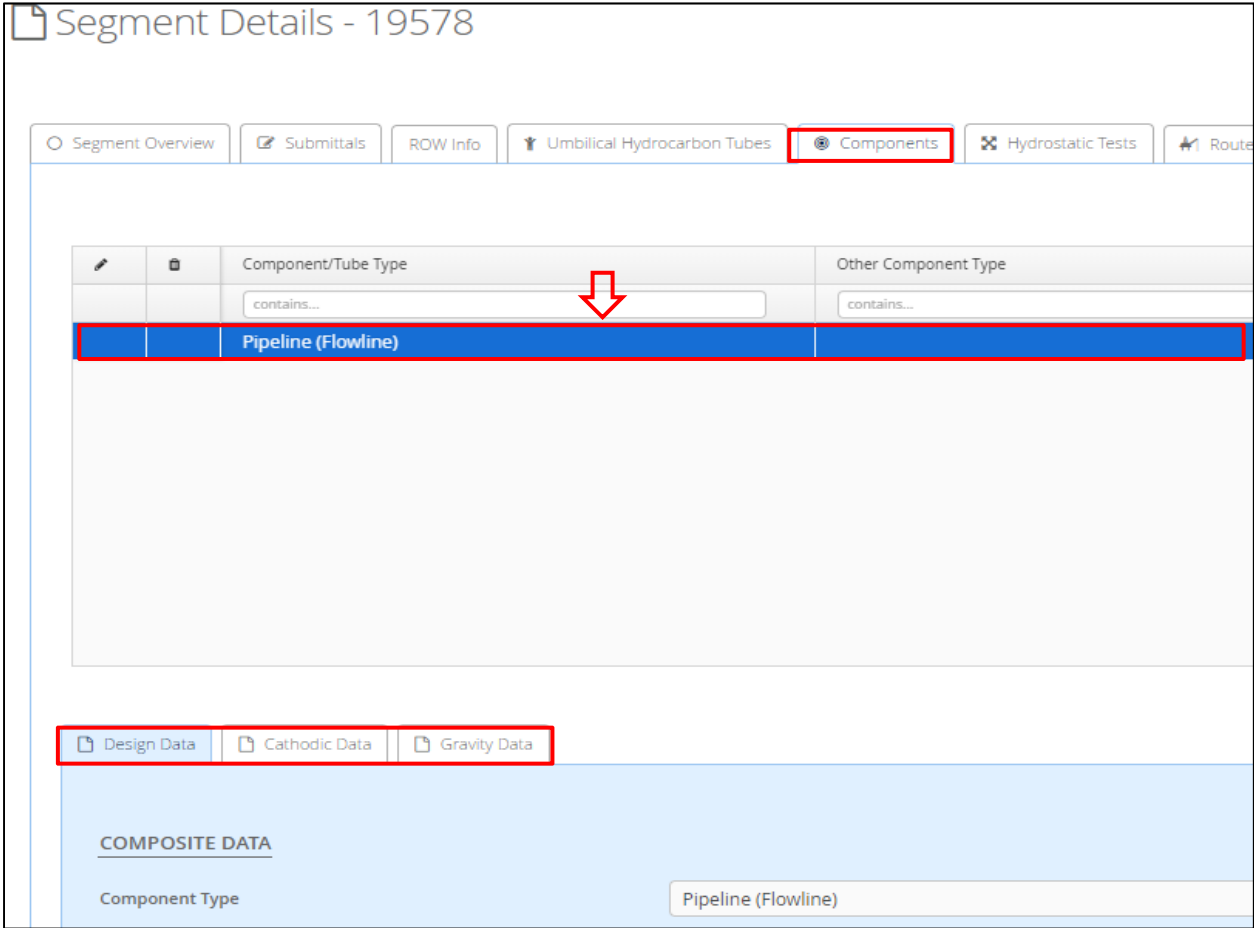 Segment Details - 19578
Segment Overview Submittals ROW Info Umbilical Hydrocarbon Tubes Components Hydrostatic Tests Route
Component/Tube Type Other Component Type
contains... contains...
Pipeline (Flowline)
Design Data Cathodic Data Gravity Data
COMPOSITE DATA
Component Type Pipeline (Flowline)